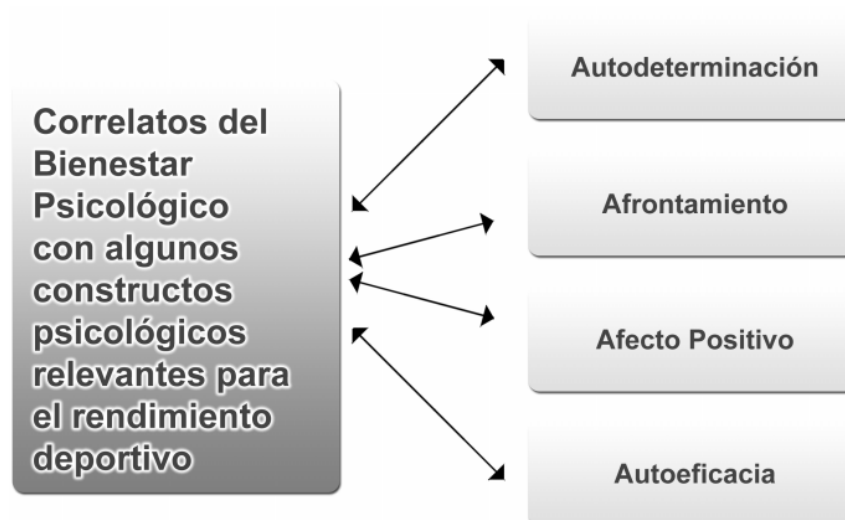 Correlatos del
Bienestar
Psicológico
con algunos
constructos
psicológicos
relevantes para
el rendimiento
deportivo
Autodeterminación
Afrontamiento
Afecto Positivo
Autoeficacia